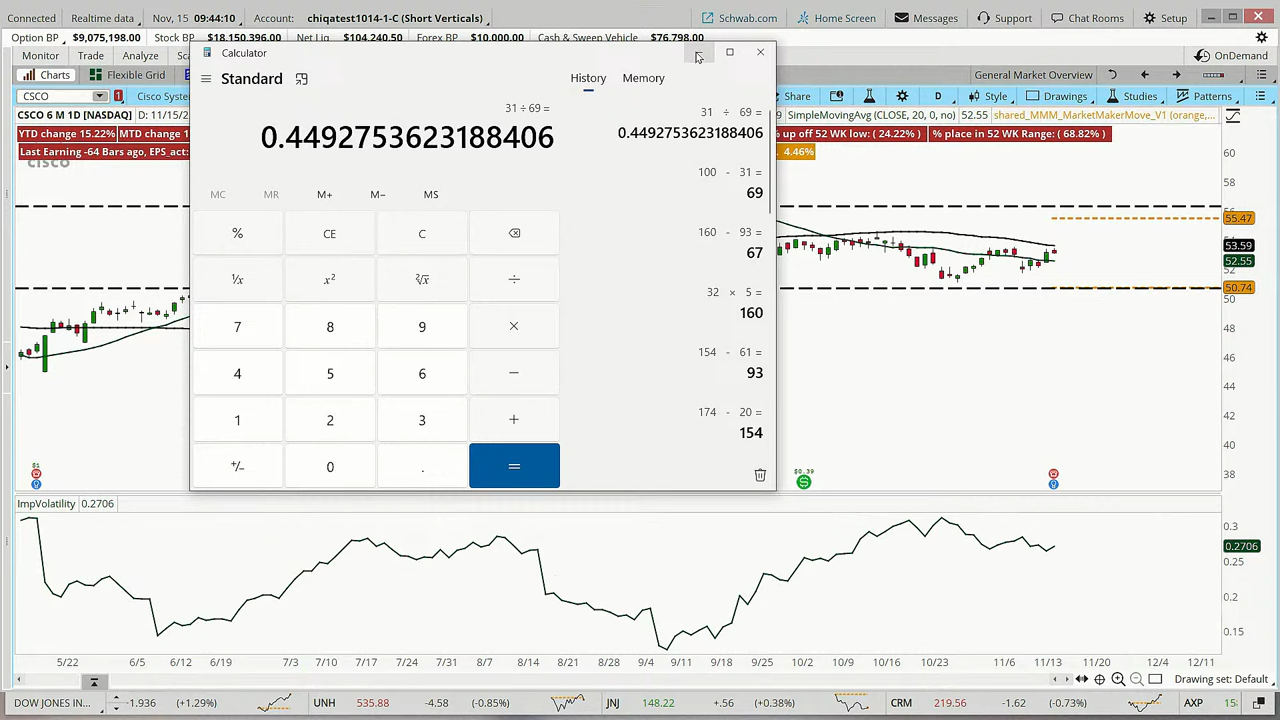 Connected Realtime data Nov, 15 09:44:10 Account: chiqatest1014-1-C (Short Verticals) Schwab.com Home Screen Messages Support Chat Rooms Setup
Option BP $9,075,198.00 Stock BP $18,150,396.00 Net Liq $104,240.50 Forex BP $10,000.00 Cash & Sweep Vehicle $76,798.00
Monitor Trade Analyze OnDemand
Charts Flexible Grid General Market Overview
CSCO 1 Share D Style Drawings Studies Patterns
CSCO 6 M 1D [NASDAQ] D: SimpleMovingAvg (CLOSE, 20, 0, no) 52.55 shared_MMM_MarketMakerMove_V1 (orange,...
YTD change 15.22% % up off 52 WK low: ( 24.22% ) % place in 52 WK Range: ( 68.82% )
Last Earning -64 Bars ago, EPS_act: 4.46%
Calculator
Standard
History Memory
31 ÷ 69 =
0.4492753623188406
MC MR M+ M− MS
% CE C
¹/x x² ²√x ÷
7 8 9 ×
4 5 6 −
1 2 3 +
+/− 0 . =
31 ÷ 69 =
0.4492753623188406
100 - 31 =
69
160 - 93 =
67
32 × 5 =
160
154 - 61 =
93
174 - 20 =
154
60
58
55.47
53.59
52.55
52
50.74
50
48
46
44
42
40
38
$0.39
ImpVolatility 0.2706
0.3
0.2706
0.25
0.2
0.15
5/22 6/5 6/12 6/19 7/3 7/10 7/17 7/24 7/31 8/7 8/14 8/21 8/28 9/4 9/11 9/18 9/25 10/2 10/9 10/16 10/23 11/6 11/13 11/20 12/4 12/11
Drawing set: Default
DOW JONES IN... (+1.29%) UNH 535.88 -4.58 (-0.85%) JNJ 148.22 +.56 (+0.38%) CRM 219.56 -1.62 (-0.73%) AXP